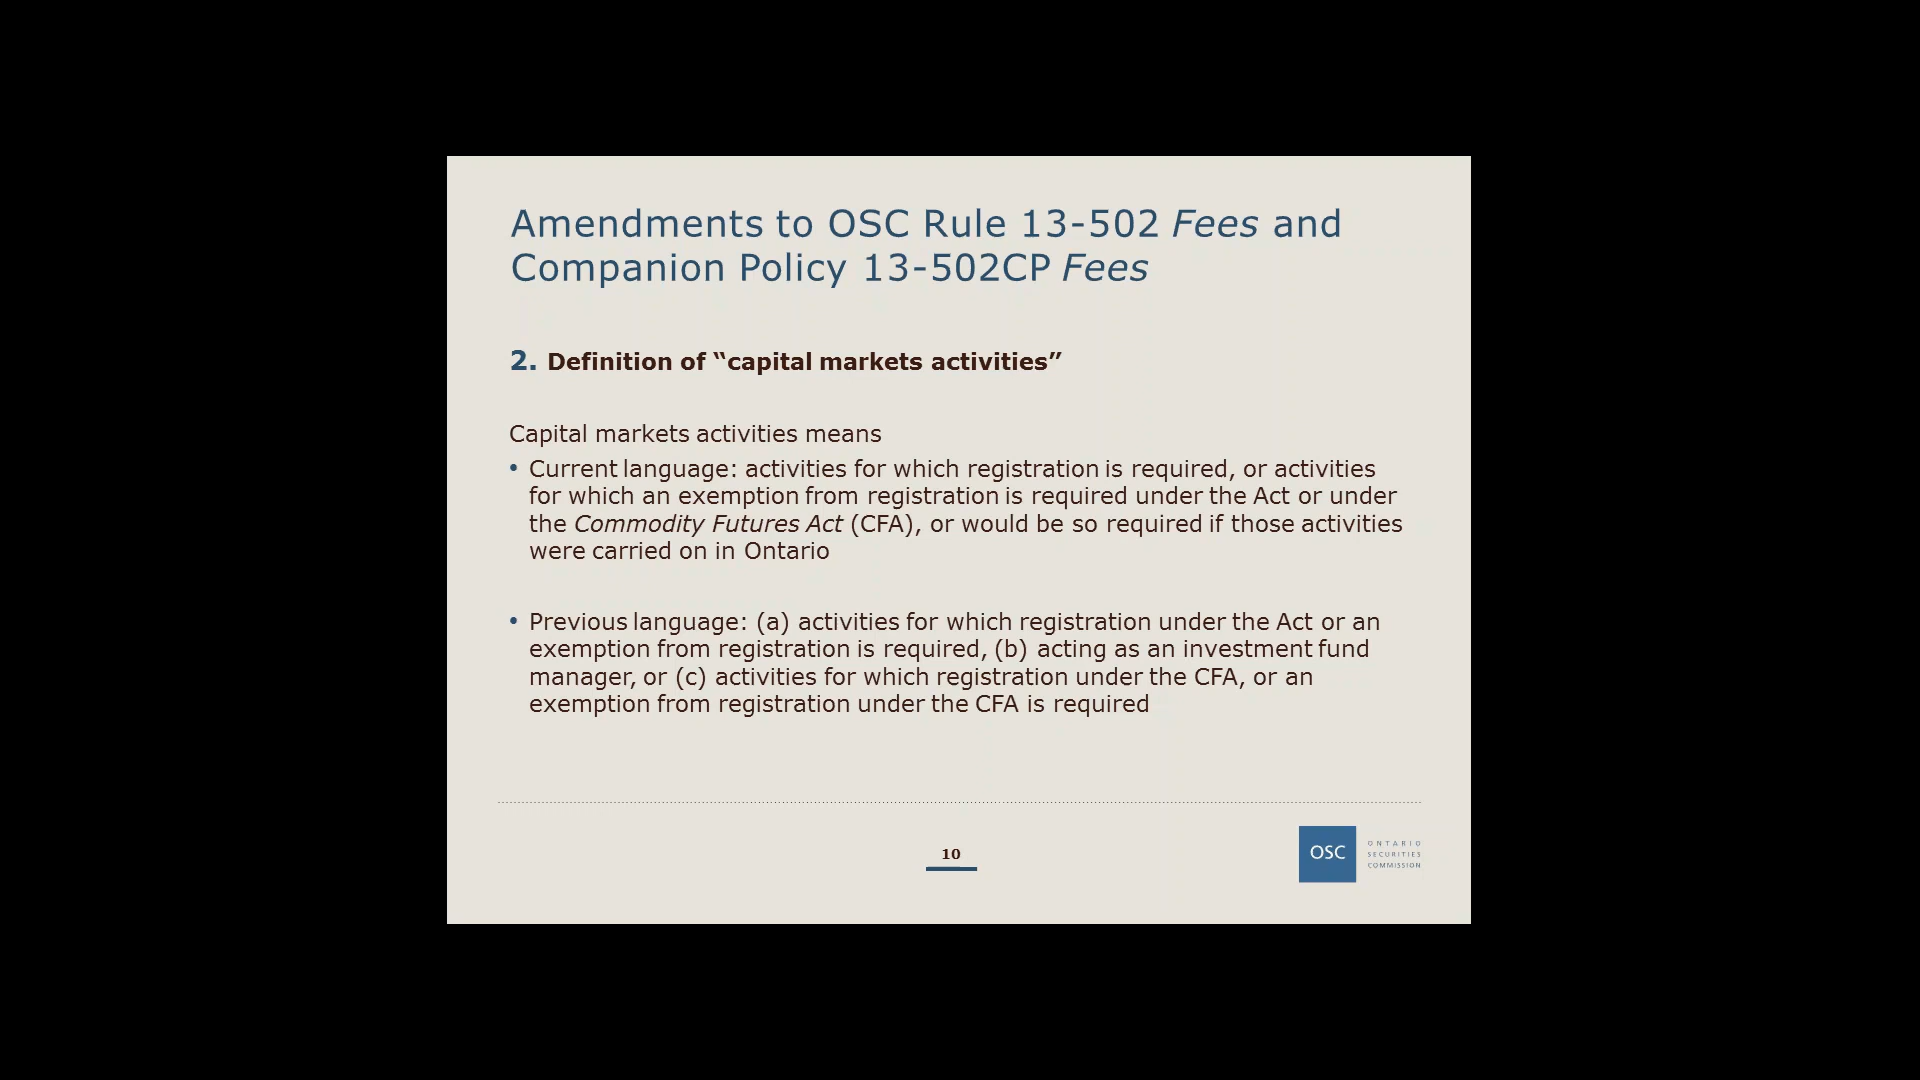 Amendments to OSC Rule 13-502 Fees and
Companion Policy 13-502CP Fees
2. Definition of “capital markets activities”
Capital markets activities means
• Current language: activities for which registration is required, or activities
for which an exemption from registration is required under the Act or under
the Commodity Futures Act (CFA), or would be so required if those activities
were carried on in Ontario
• Previous language: (a) activities for which registration under the Act or an
exemption from registration is required, (b) acting as an investment fund
manager, or (c) activities for which registration under the CFA, or an
exemption from registration under the CFA is required
10
OSC
ONTARIO
SECURITIES
COMMISSION